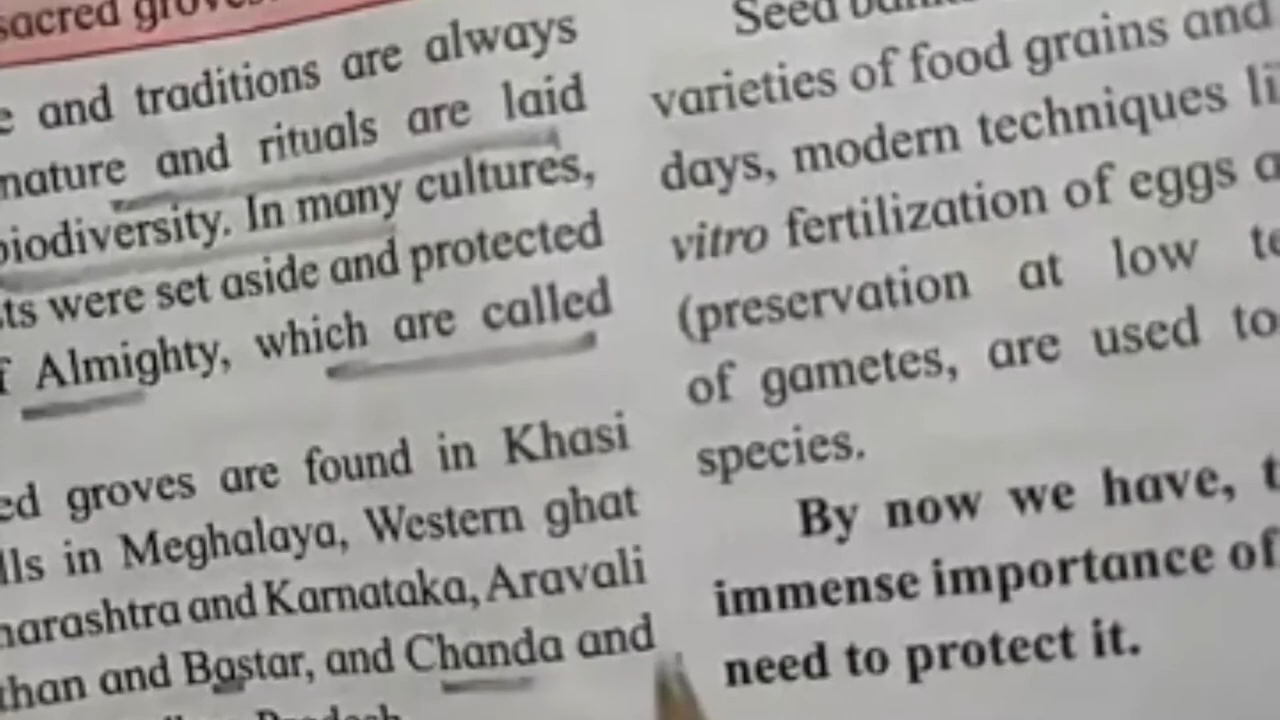 sacred groves.
and traditions are always
nature and rituals are laid
biodiversity. In many cultures,
were set aside and protected
Almighty, which are called
groves are found in Khasi
in Meghalaya, Western ghat
and Karnataka, Aravali
and Bastar, and Chanda and
Pradesh
Seed
varieties of food grains and
days, modern techniques
vitro fertilization of eggs
(preservation at low
of gametes, are used to
species.
By now we have,
immense importance of
need to protect it.